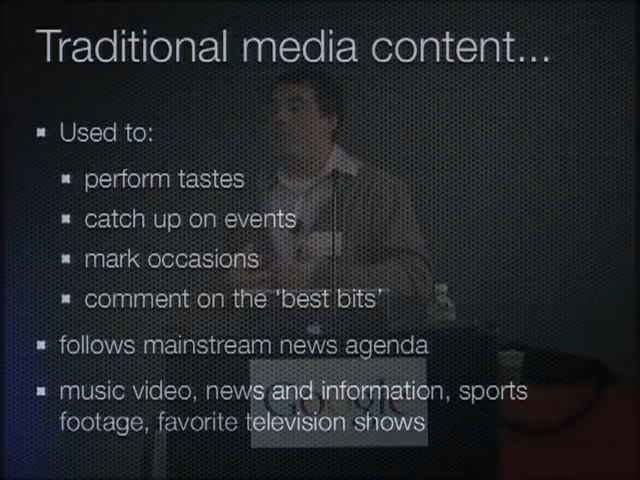 Traditional media content...
Used to:
perform tastes
catch up on events
mark occasions
comment on the 'best bits'
follows mainstream news agenda
music video, news and information, sports
footage, favorite television shows